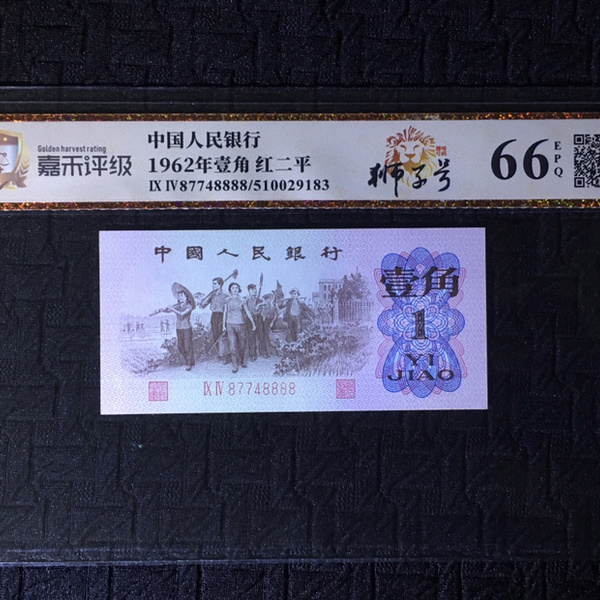 Golden harvest rating
嘉禾评级
中国人民银行
1962年壹角 红二平
IX IV87748888/510029183
狮子号
66
EPQ
中國人民銀行
壹角
1
YI
JIAO
IX IV 87748888